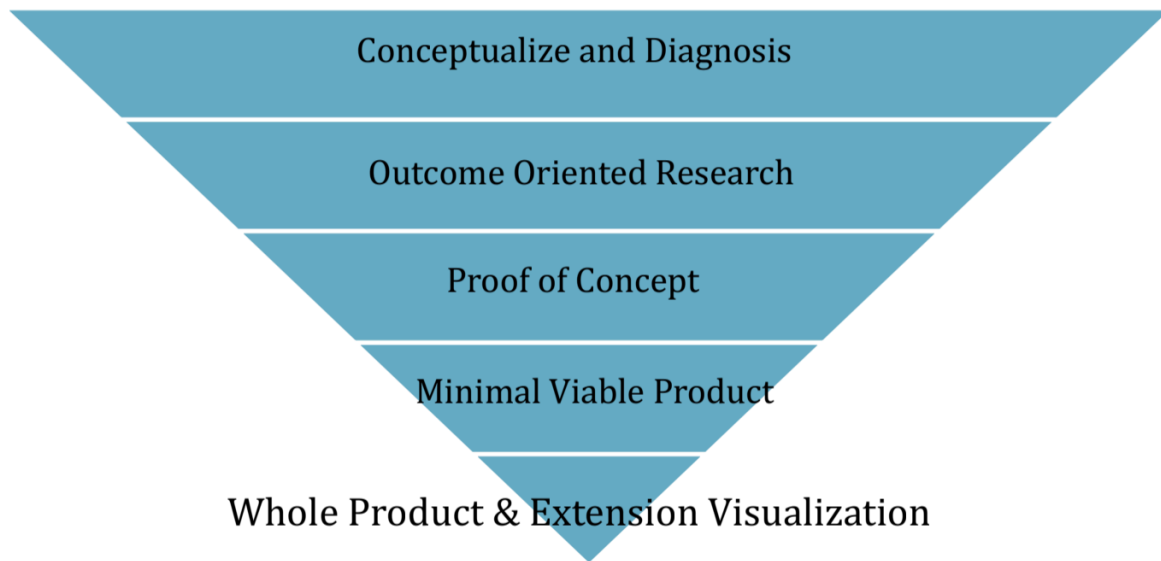 Conceptualize and Diagnosis
Outcome Oriented Research
Proof of Concept
Minimal Viable Product
Whole Product & Extension Visualization